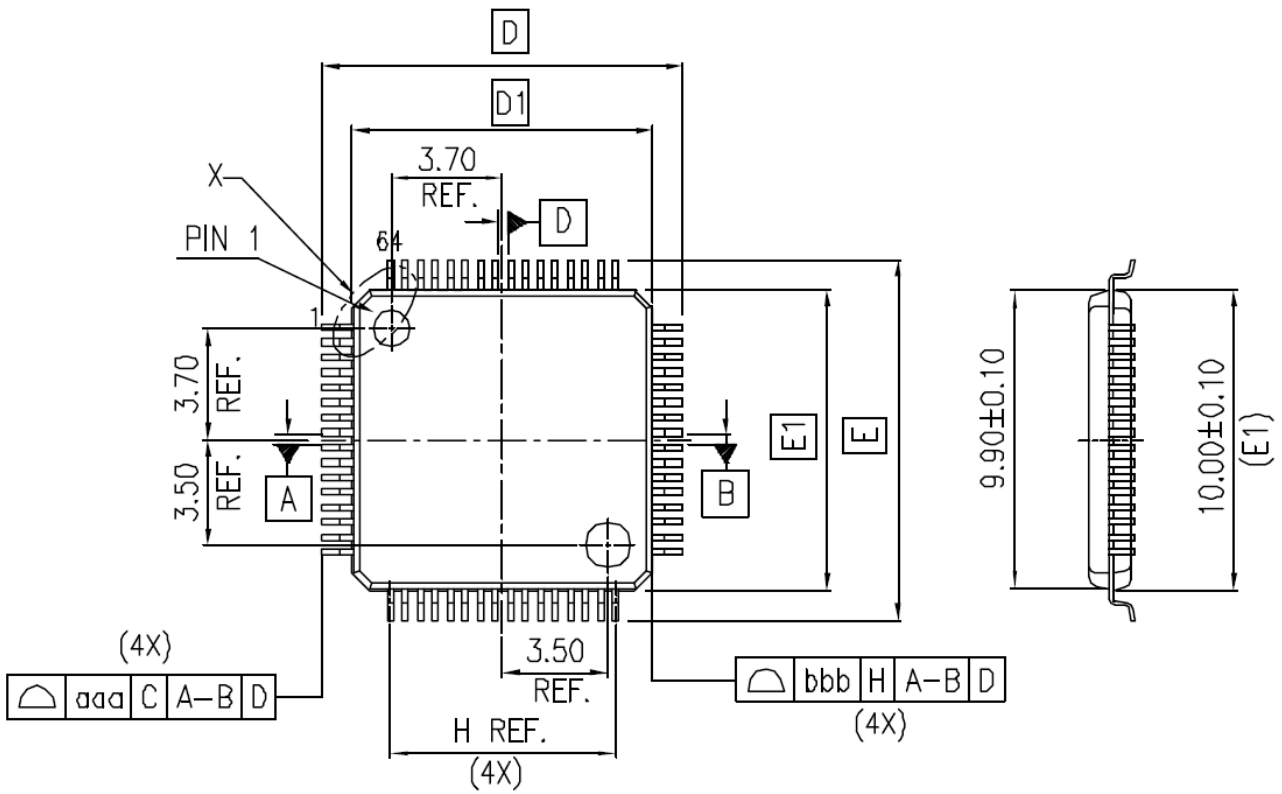 D
D1
3.70
REF.
X
D
PIN 1
64
1
3.70
REF.
3.50
REF.
A
B
E1
E
9.90±0.10
10.00±0.10
(E1)
(4X)
⌓ aaa C A-B D
3.50
REF.
⌓ bbb H A-B D
(4X)
H REF.
(4X)